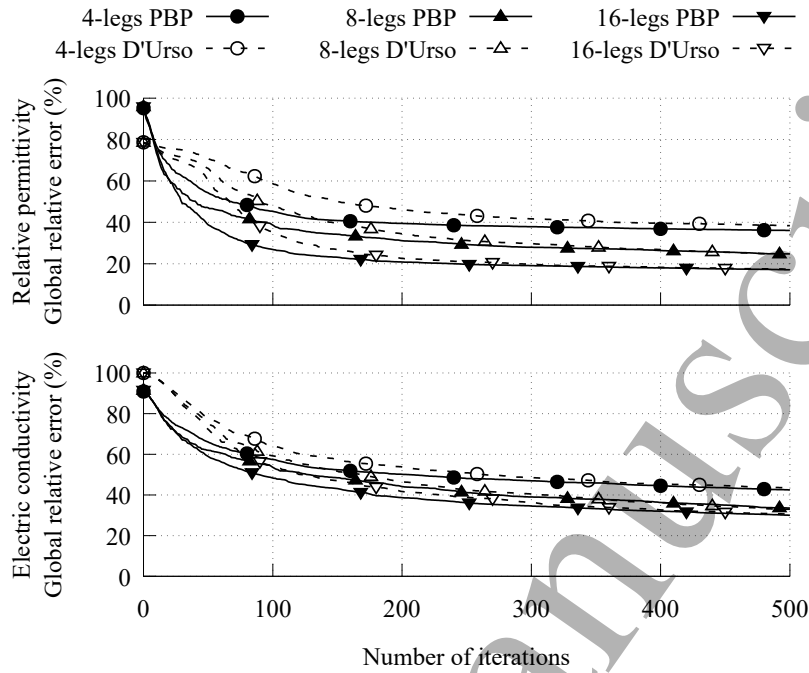 4-legs PBP 8-legs PBP 16-legs PBP
4-legs D'Urso 8-legs D'Urso 16-legs D'Urso
Relative permittivity
Global relative error (%)
100
80
60
40
20
0
Electric conductivity
Global relative error (%)
100
80
60
40
20
0
0 100 200 300 400 500
Number of iterations